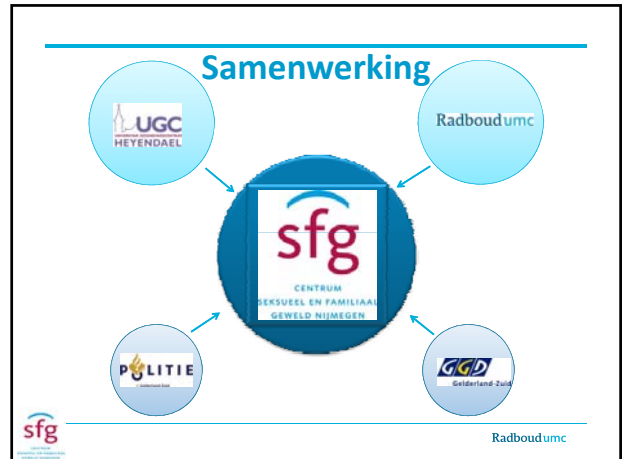 Samenwerking
UGC
HEYENDAEL
Radboudumc
sfg
CENTRUM
SEKSUEEL EN FAMILIAAL
GEWELD NIJMEGEN
POLITIE
GGD
Gelderland-Zuid
sfg
Radboudumc